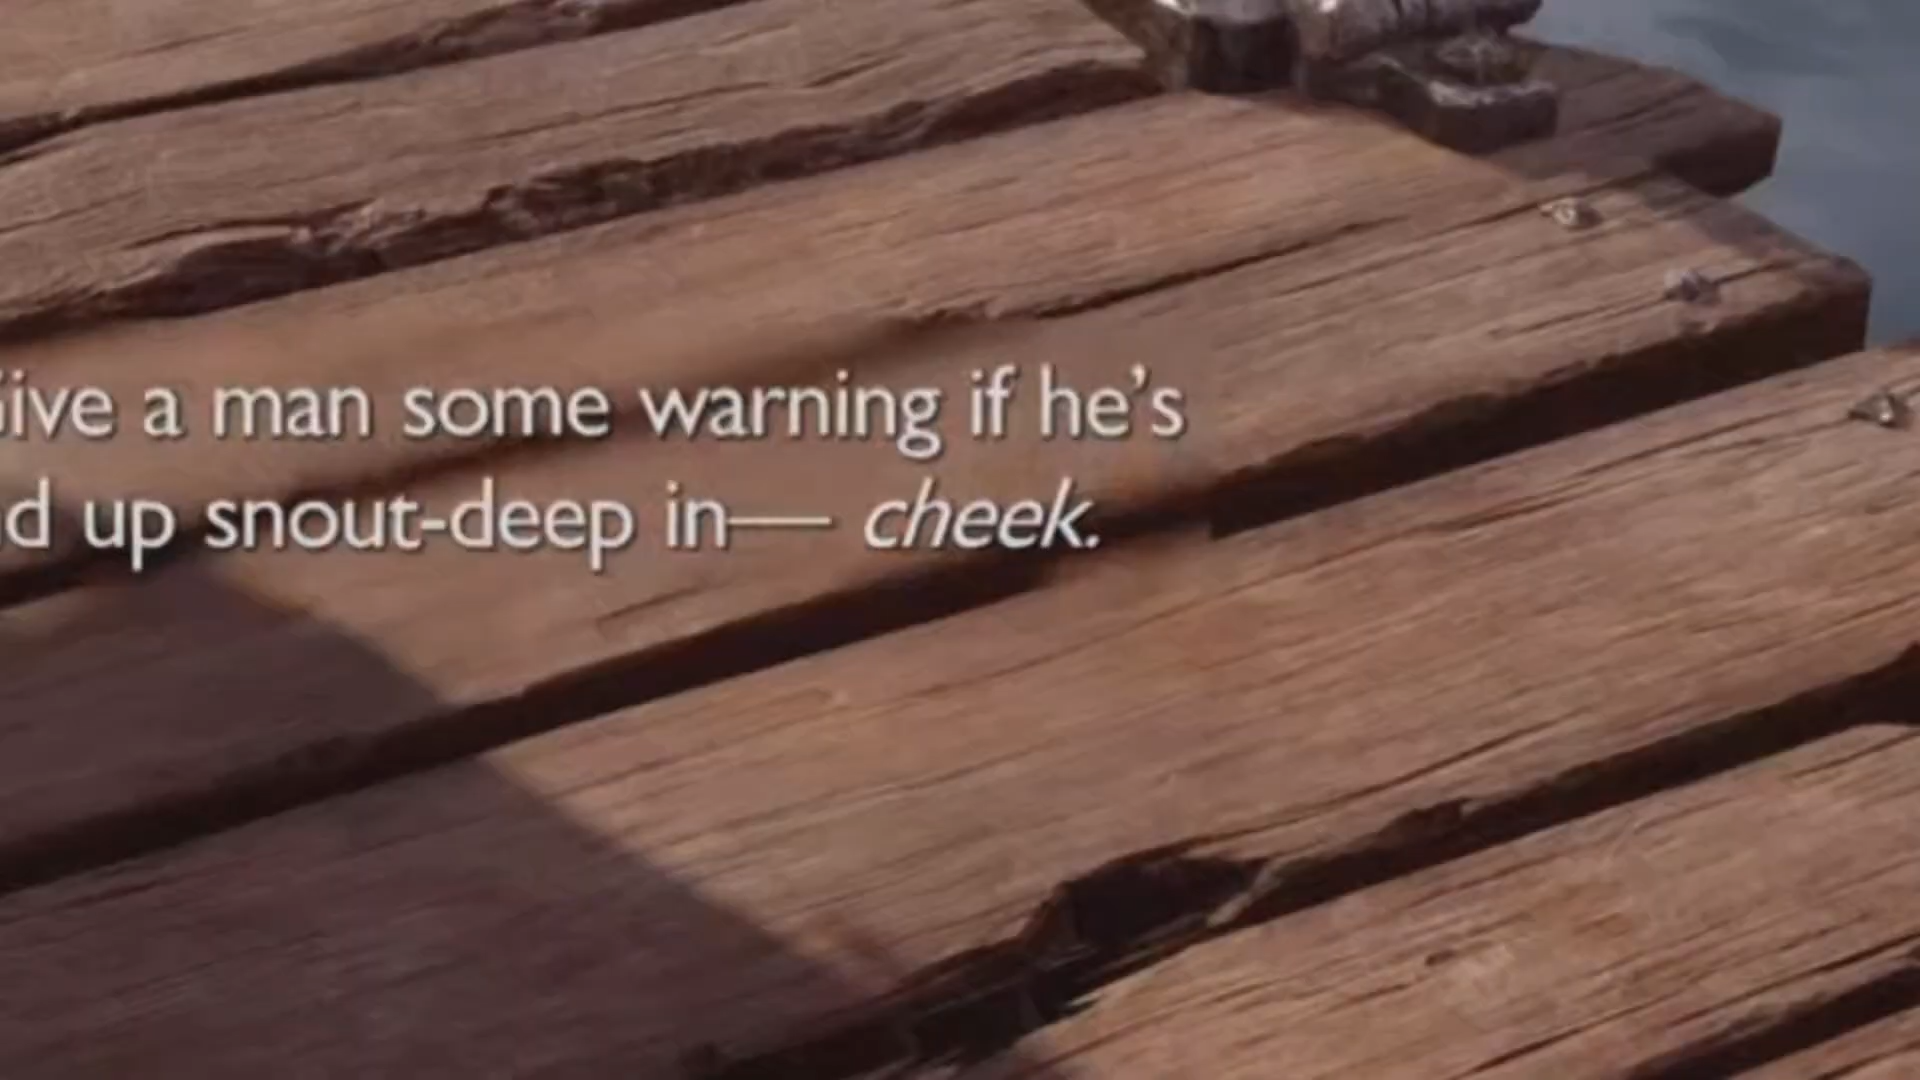 ive a man some warning if he's
d up snout-deep in— cheek.